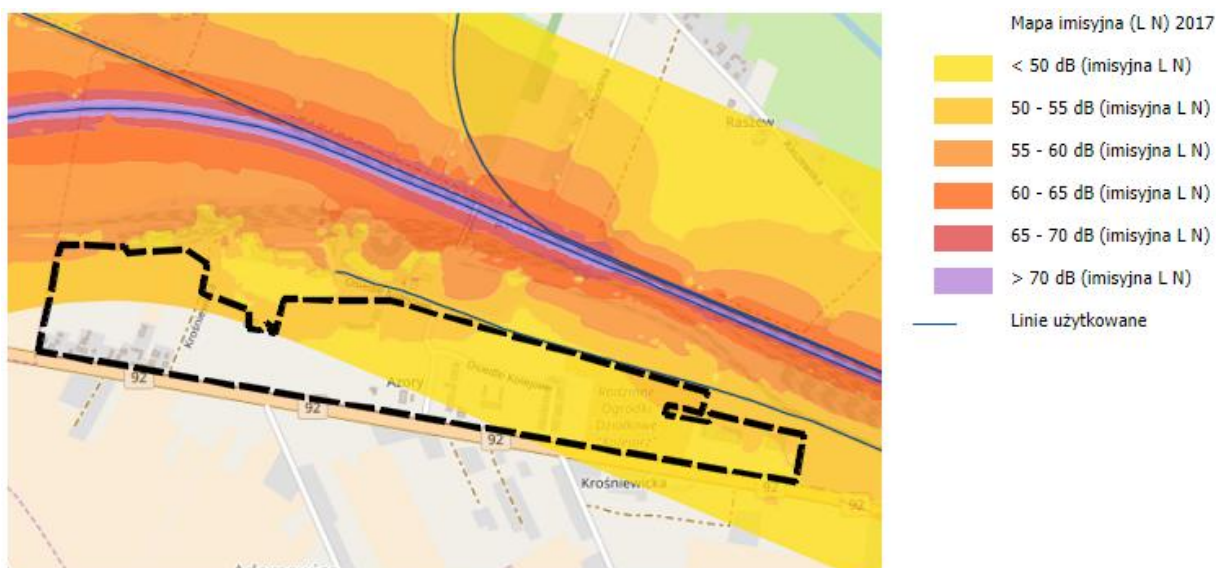 Mapa imisyjna (L N) 2017
< 50 dB (imisyjna L N)
50 - 55 dB (imisyjna L N)
55 - 60 dB (imisyjna L N)
60 - 65 dB (imisyjna L N)
65 - 70 dB (imisyjna L N)
> 70 dB (imisyjna L N)
Linie użytkowane
Raszew
92
Azory
Osiedle Kolejowe
92
92
Rodzinne
Ogródki
Działkowe
"Kolejarz"
Krośniewicka
92
92